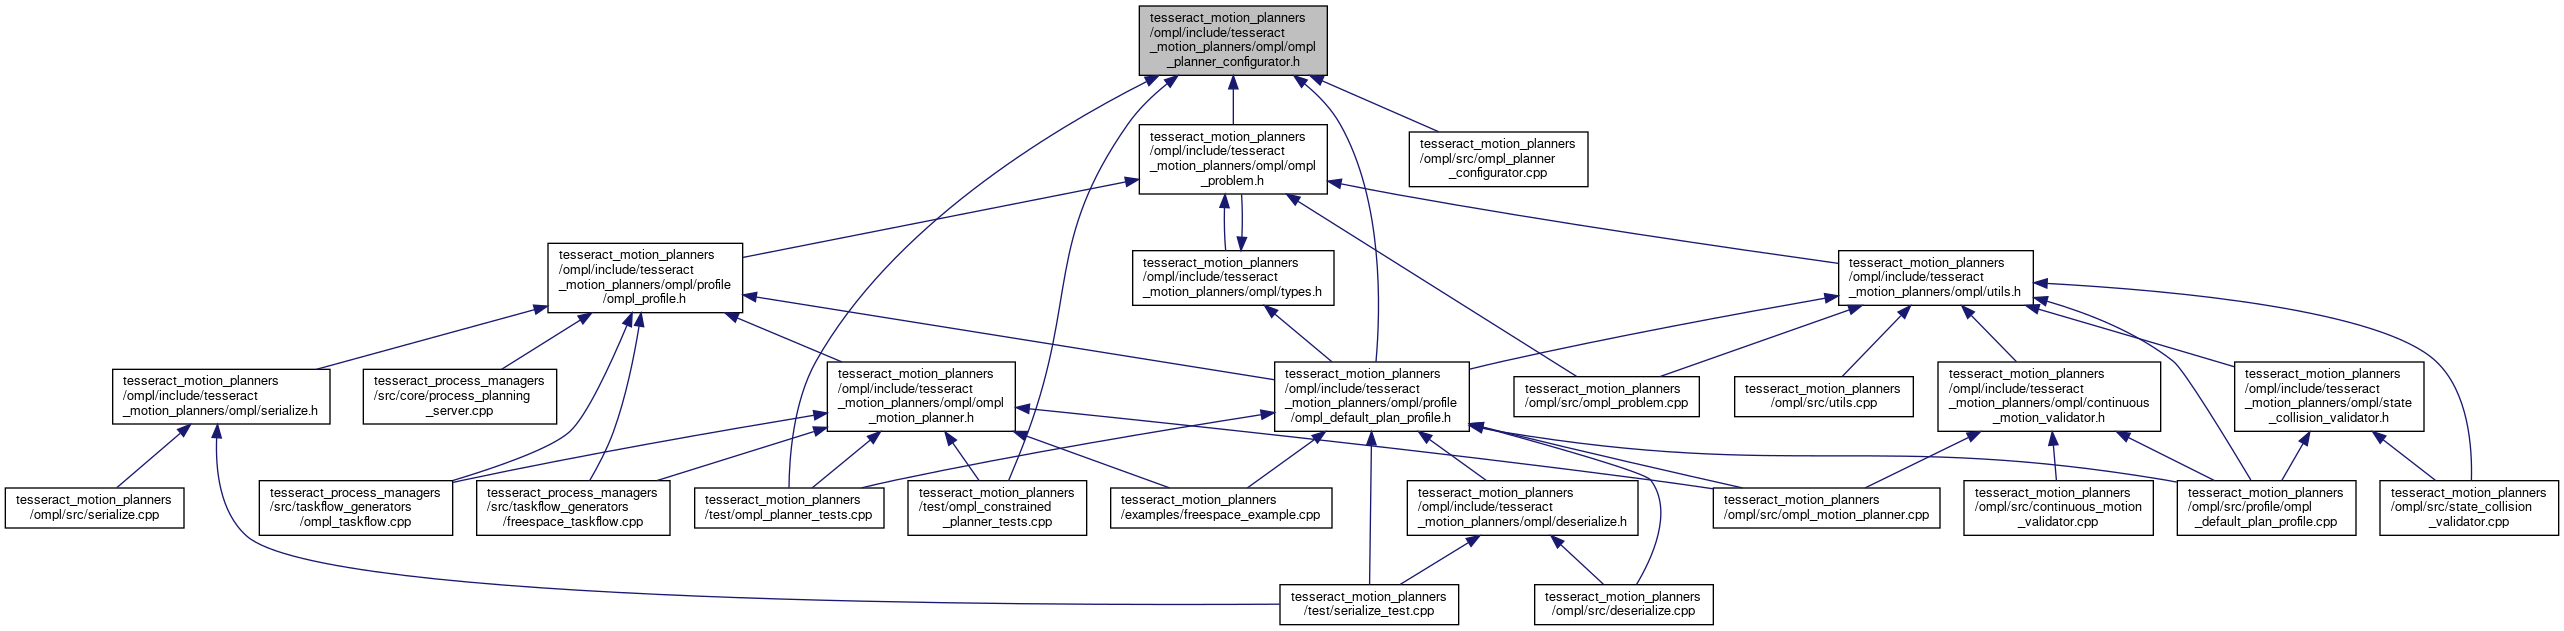 tesseract_motion_planners
/ompl/include/tesseract
_motion_planners/ompl/ompl
_planner_configurator.h
tesseract_motion_planners
/ompl/include/tesseract
_motion_planners/ompl/ompl
_problem.h
tesseract_motion_planners
/ompl/src/ompl_planner
_configurator.cpp
tesseract_motion_planners
/ompl/include/tesseract
_motion_planners/ompl/profile
/ompl_profile.h
tesseract_motion_planners
/ompl/include/tesseract
_motion_planners/ompl/types.h
tesseract_motion_planners
/ompl/include/tesseract
_motion_planners/ompl/utils.h
tesseract_motion_planners
/ompl/include/tesseract
_motion_planners/ompl/serialize.h
tesseract_process_managers
/src/core/process_planning
_server.cpp
tesseract_motion_planners
/ompl/include/tesseract
_motion_planners/ompl/ompl
_motion_planner.h
tesseract_motion_planners
/ompl/include/tesseract
_motion_planners/ompl/profile
/ompl_default_plan_profile.h
tesseract_motion_planners
/ompl/src/ompl_problem.cpp
tesseract_motion_planners
/ompl/src/utils.cpp
tesseract_motion_planners
/ompl/include/tesseract
_motion_planners/ompl/continuous
_motion_validator.h
tesseract_motion_planners
/ompl/include/tesseract
_motion_planners/ompl/state
_collision_validator.h
tesseract_motion_planners
/ompl/src/serialize.cpp
tesseract_process_managers
/src/taskflow_generators
/ompl_taskflow.cpp
tesseract_process_managers
/src/taskflow_generators
/freespace_taskflow.cpp
tesseract_motion_planners
/test/ompl_planner_tests.cpp
tesseract_motion_planners
/test/ompl_constrained
_planner_tests.cpp
tesseract_motion_planners
/examples/freespace_example.cpp
tesseract_motion_planners
/ompl/include/tesseract
_motion_planners/ompl/deserialize.h
tesseract_motion_planners
/ompl/src/ompl_motion_planner.cpp
tesseract_motion_planners
/ompl/src/continuous_motion
_validator.cpp
tesseract_motion_planners
/ompl/src/profile/ompl
_default_plan_profile.cpp
tesseract_motion_planners
/ompl/src/state_collision
_validator.cpp
tesseract_motion_planners
/test/serialize_test.cpp
tesseract_motion_planners
/ompl/src/deserialize.cpp